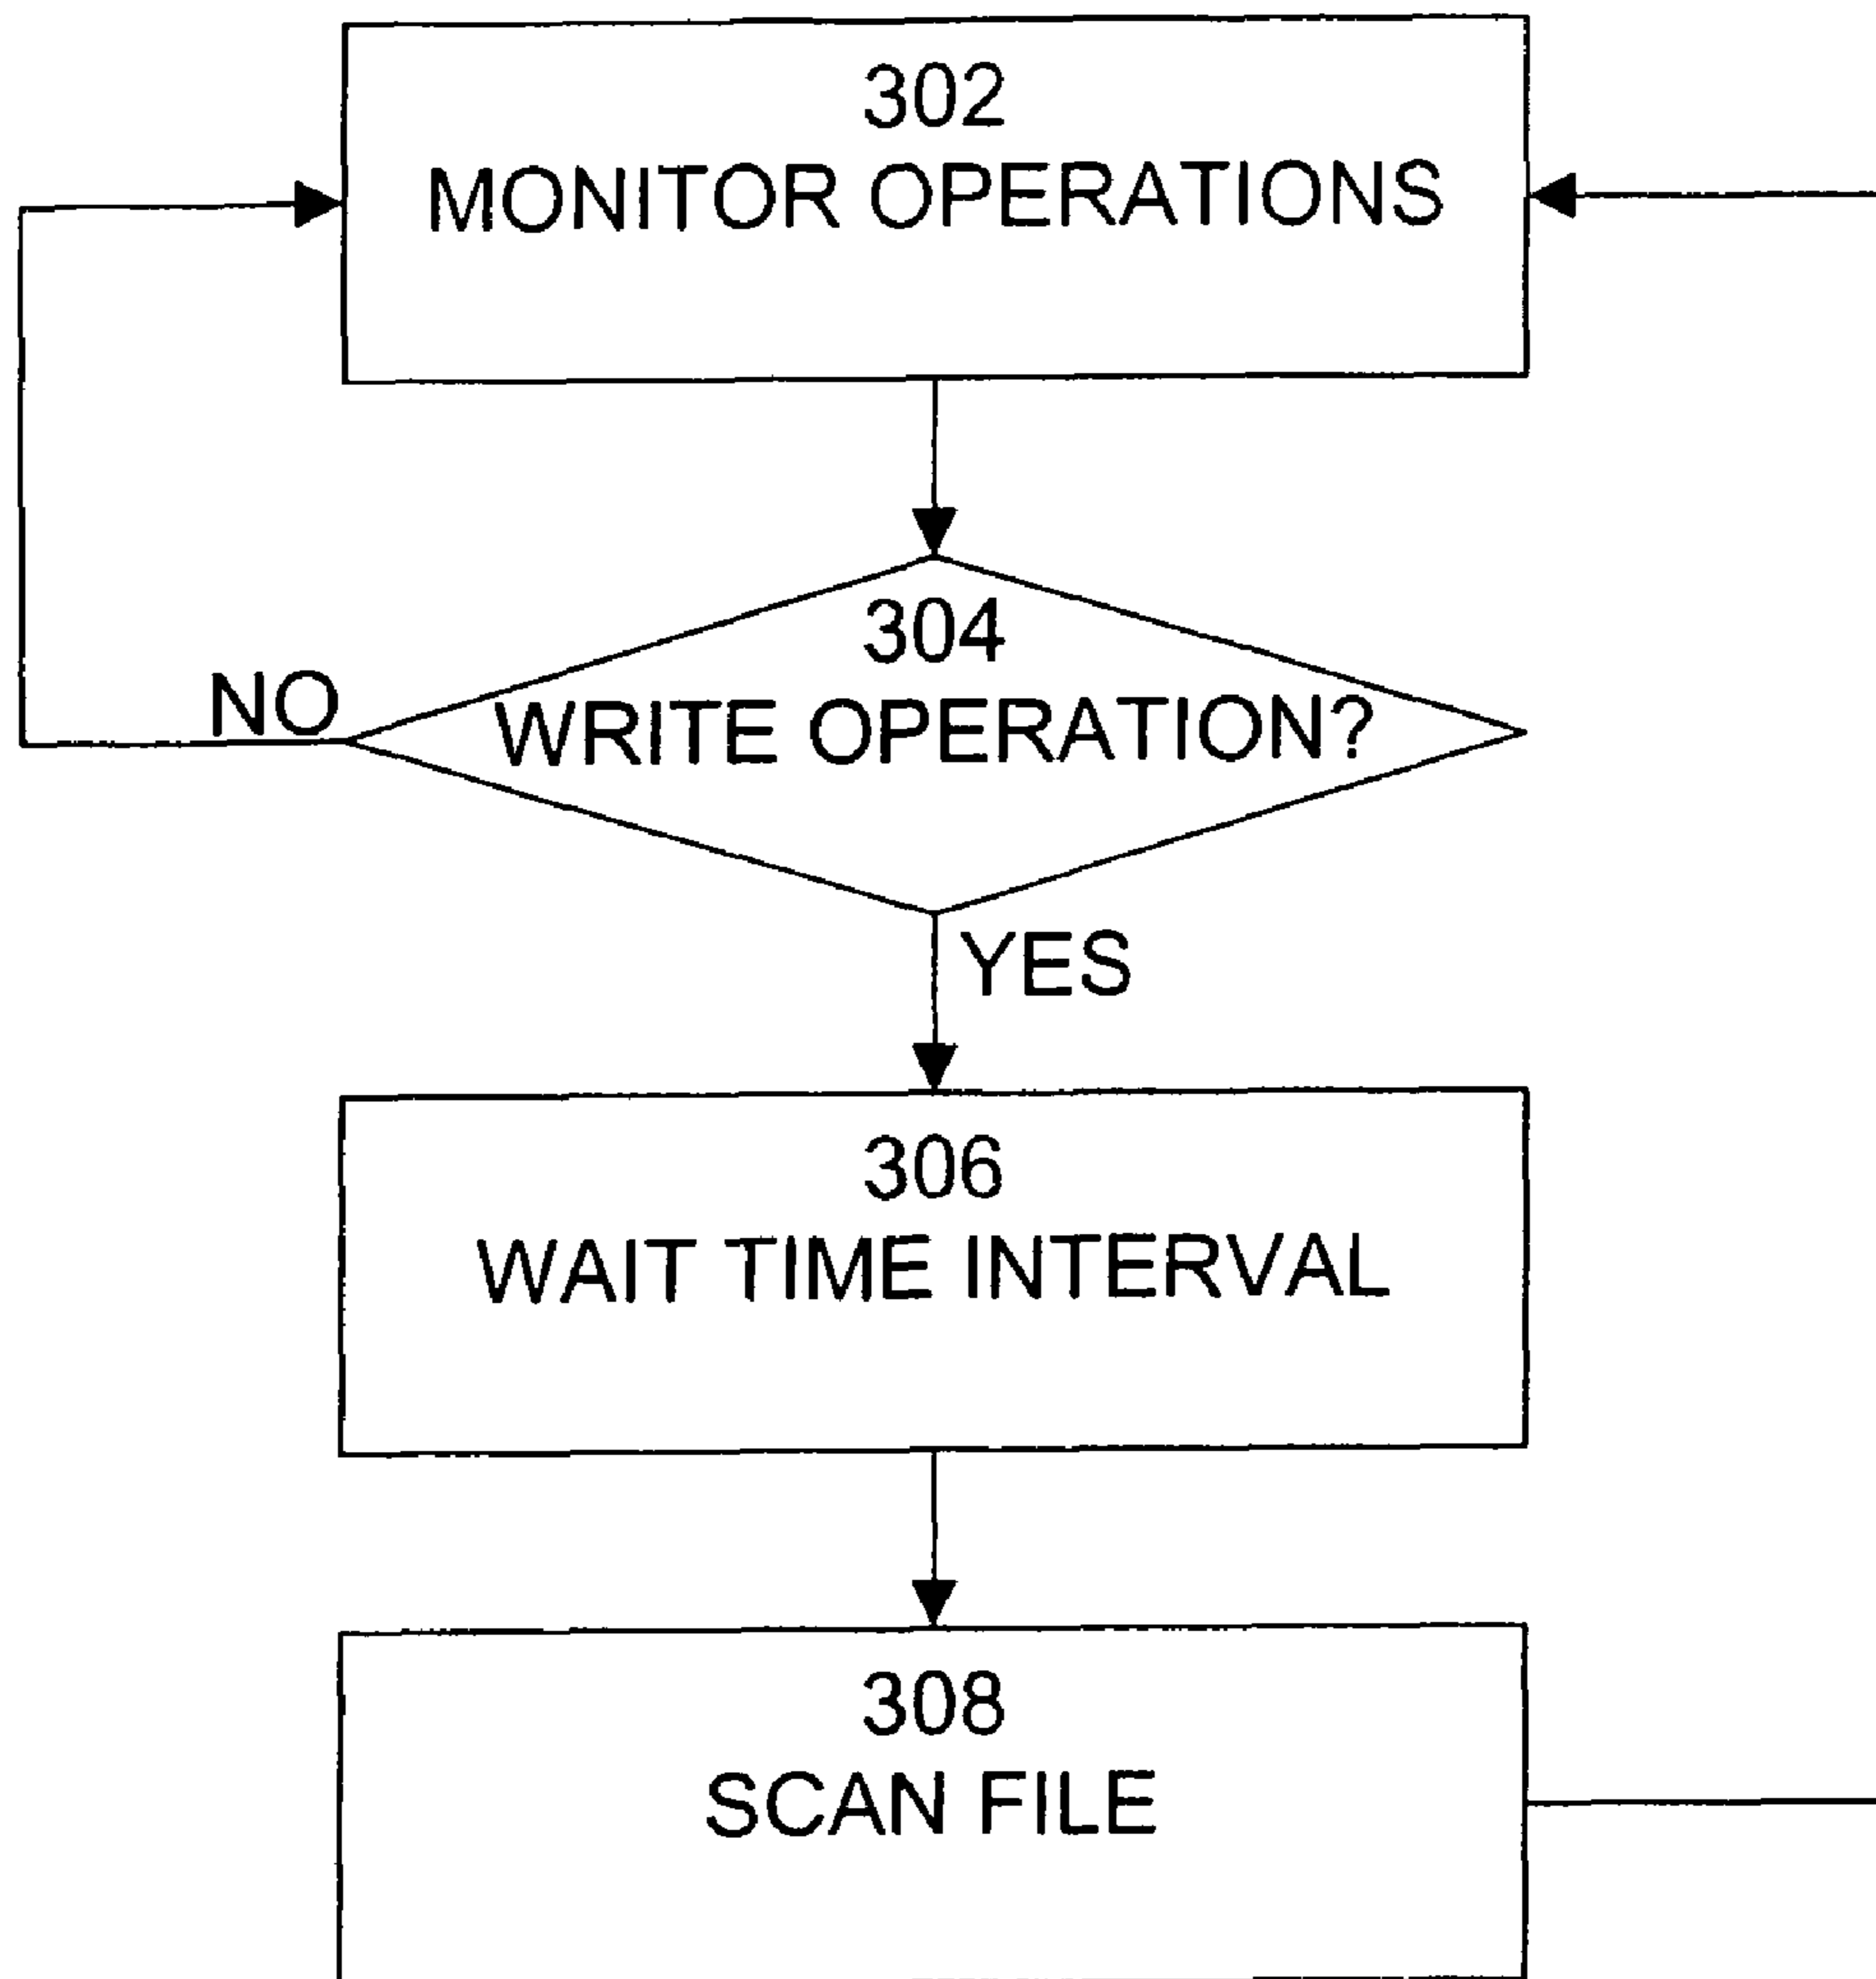 302
MONITOR OPERATIONS
304
WRITE OPERATION?
NO
YES
306
WAIT TIME INTERVAL
308
SCAN FILE